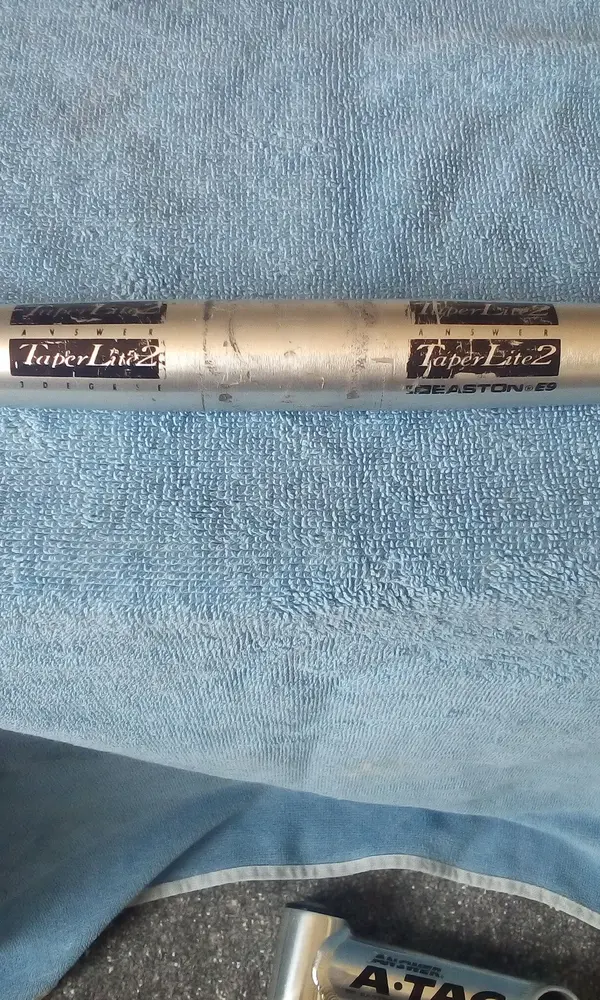 TaperLite2
ANSWER
TaperLite2
3 DEGREE
TaperLite2
ANSWER
TaperLite2
EASTON® E9
ANSWER
A·TAC